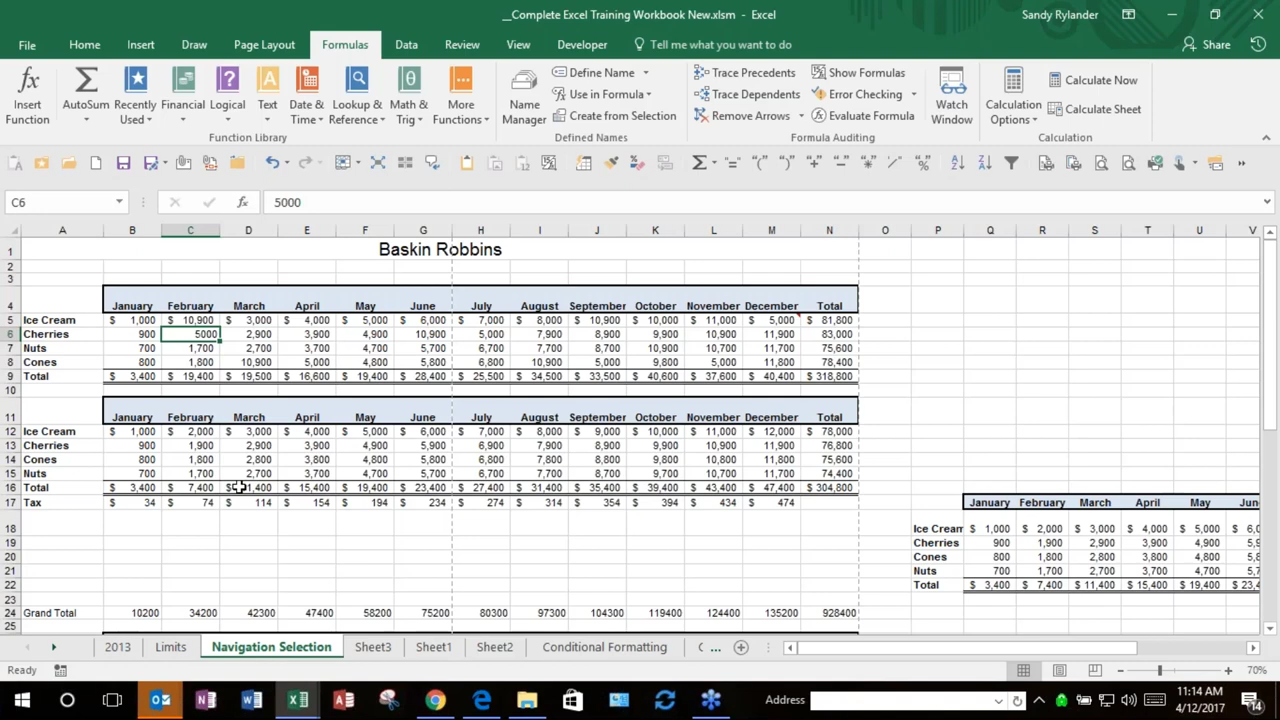 __Complete Excel Training Workbook New.xlsm - Excel
Sandy Rylander
File Home Insert Draw Page Layout Formulas Data Review View Developer Tell me what you want to do Share
Insert Function
AutoSum
Recently Used
Financial
Logical
Text
Date & Time
Lookup & Reference
Math & Trig
More Functions
Function Library
Name Manager
Define Name
Use in Formula
Create from Selection
Defined Names
Trace Precedents
Trace Dependents
Remove Arrows
Show Formulas
Error Checking
Evaluate Formula
Watch Window
Formula Auditing
Calculation Options
Calculate Now
Calculate Sheet
Calculation
C6 fx 5000
A B C D E F G H I J K L M N O P Q R S T U V
1 Baskin Robbins
2
3
4 January February March April May June July August September October November December Total
5 Ice Cream $ 1,000 $ 10,900 $ 3,000 $ 4,000 $ 5,000 $ 6,000 $ 7,000 $ 8,000 $ 10,900 $ 10,000 $ 11,000 $ 5,000 $ 81,800
6 Cherries 900 5000 2,900 3,900 4,900 10,900 5,000 7,900 8,900 9,900 10,900 11,900 83,000
7 Nuts 700 1,700 2,700 3,700 4,700 5,700 6,700 7,700 8,700 10,900 10,700 11,700 75,600
8 Cones 800 1,800 10,900 5,000 4,800 5,800 6,800 10,900 5,000 9,800 5,000 11,800 78,400
9 Total $ 3,400 $ 19,400 $ 19,500 $ 16,600 $ 19,400 $ 28,400 $ 25,500 $ 34,500 $ 33,500 $ 40,600 $ 37,600 $ 40,400 $ 318,800
10
11 January February March April May June July August September October November December Total
12 Ice Cream $ 1,000 $ 2,000 $ 3,000 $ 4,000 $ 5,000 $ 6,000 $ 7,000 $ 8,000 $ 9,000 $ 10,000 $ 11,000 $ 12,000 $ 78,000
13 Cherries 900 1,900 2,900 3,900 4,900 5,900 6,900 7,900 8,900 9,900 10,900 11,900 76,800
14 Cones 800 1,800 2,800 3,800 4,800 5,800 6,800 7,800 8,800 9,800 10,800 11,800 75,600
15 Nuts 700 1,700 2,700 3,700 4,700 5,700 6,700 7,700 8,700 9,700 10,700 11,700 74,400
16 Total $ 3,400 $ 7,400 $ 1,400 $ 15,400 $ 19,400 $ 23,400 $ 27,400 $ 31,400 $ 35,400 $ 39,400 $ 43,400 $ 47,400 $ 304,800
17 Tax $ 34 $ 74 $ 114 $ 154 $ 194 $ 234 $ 274 $ 314 $ 354 $ 394 $ 434 $ 474 January February March April May
18 Ice Cream $ 1,000 $ 2,000 $ 3,000 $ 4,000 $ 5,000 $
19 Cherries 900 1,900 2,900 3,900 4,900
20 Cones 800 1,800 2,800 3,800 4,800
21 Nuts 700 1,700 2,700 3,700 4,700
22 Total $ 3,400 $ 7,400 $ 11,400 $ 15,400 $ 19,400 $
23
24 Grand Total 10200 34200 42300 47400 58200 75200 80300 97300 104300 119400 124400 135200 928400
25
2013 Limits Navigation Selection Sheet3 Sheet1 Sheet2 Conditional Formatting ...
Ready 70%
Address
11:14 AM
4/12/2017
14